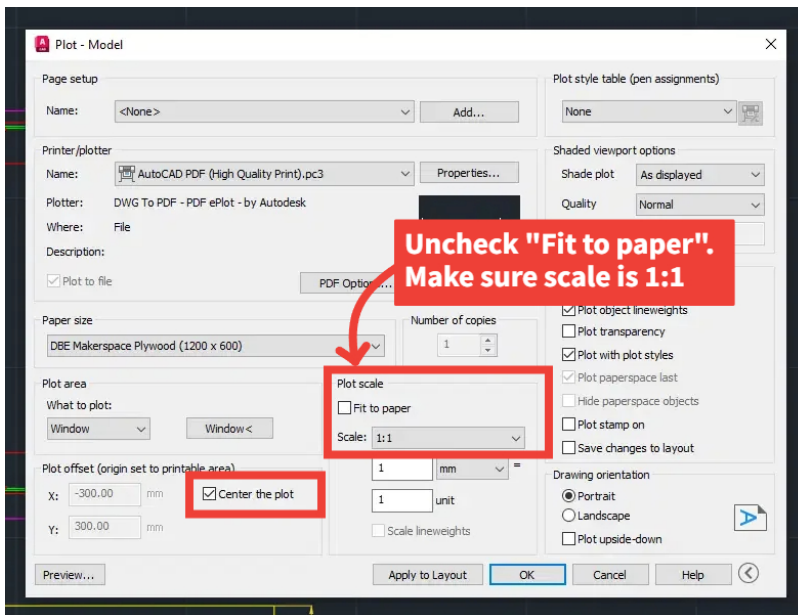 Plot - Model
Page setup
Name: <None> Add...
Plot style table (pen assignments)
None
Printer/plotter
Name: AutoCAD PDF (High Quality Print).pc3 Properties...
Plotter: DWG To PDF - PDF ePlot - by Autodesk
Where: File
Description:
Plot to file
PDF Options...
Shaded viewport options
Shade plot As displayed
Quality Normal
Uncheck "Fit to paper".
Make sure scale is 1:1
Paper size
DBE Makerspace Plywood (1200 x 600)
Number of copies
1
Plot object lineweights
Plot transparency
Plot with plot styles
Plot paperspace last
Hide paperspace objects
Plot stamp on
Save changes to layout
Plot area
What to plot:
Window Window<
Plot scale
Fit to paper
Scale: 1:1
1 mm =
1 unit
Scale lineweights
Plot offset (origin set to printable area)
X: -300.00 mm
Center the plot
Y: 300.00 mm
Drawing orientation
Portrait
Landscape
Plot upside-down
A
Preview... Apply to Layout OK Cancel Help